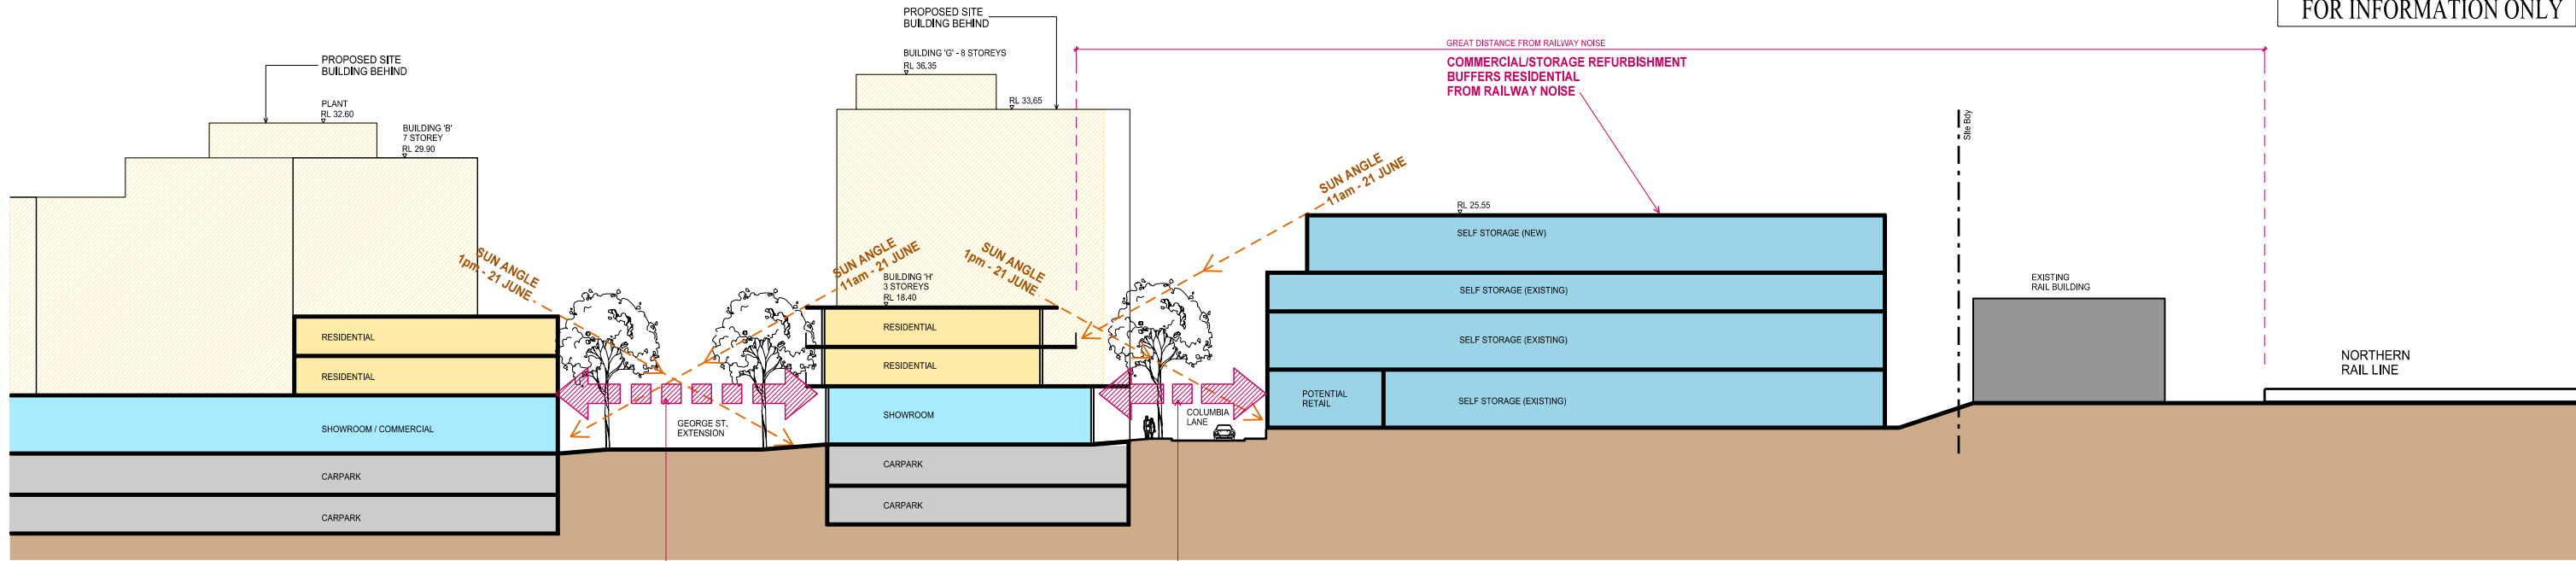 FOR INFORMATION ONLY
PROPOSED SITE
BUILDING BEHIND
PLANT
RL 32.60
BUILDING 'B'
7 STOREY
RL 29.90
PROPOSED SITE
BUILDING BEHIND
BUILDING 'G' - 8 STOREYS
RL 36.35
RL 33.65
GREAT DISTANCE FROM RAILWAY NOISE
COMMERCIAL/STORAGE REFURBISHMENT
BUFFERS RESIDENTIAL
FROM RAILWAY NOISE
Site Bdy
SUN ANGLE
1pm - 21 JUNE
SUN ANGLE
11am - 21 JUNE
SUN ANGLE
1pm - 21 JUNE
SUN ANGLE
11am - 21 JUNE
BUILDING 'H'
3 STOREYS
RL 18.40
RL 25.55
SELF STORAGE (NEW)
SELF STORAGE (EXISTING)
SELF STORAGE (EXISTING)
SELF STORAGE (EXISTING)
POTENTIAL
RETAIL
EXISTING
RAIL BUILDING
NORTHERN
RAIL LINE
RESIDENTIAL
RESIDENTIAL
SHOWROOM / COMMERCIAL
CARPARK
CARPARK
GEORGE ST.
EXTENSION
RESIDENTIAL
RESIDENTIAL
SHOWROOM
CARPARK
CARPARK
COLUMBIA
LANE